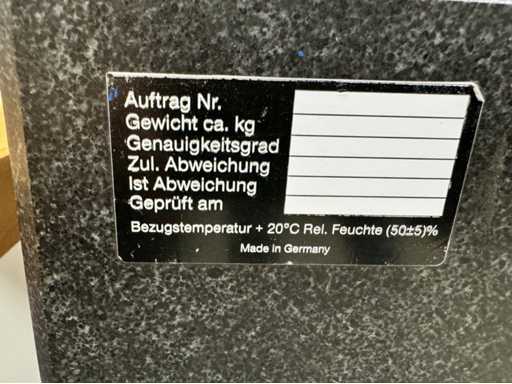 Auftrag Nr.
Gewicht ca. kg
Genauigkeitsgrad
Zul. Abweichung
Ist Abweichung
Geprüft am
Bezugstemperatur + 20°C Rel. Feuchte (50±5)%
Made in Germany